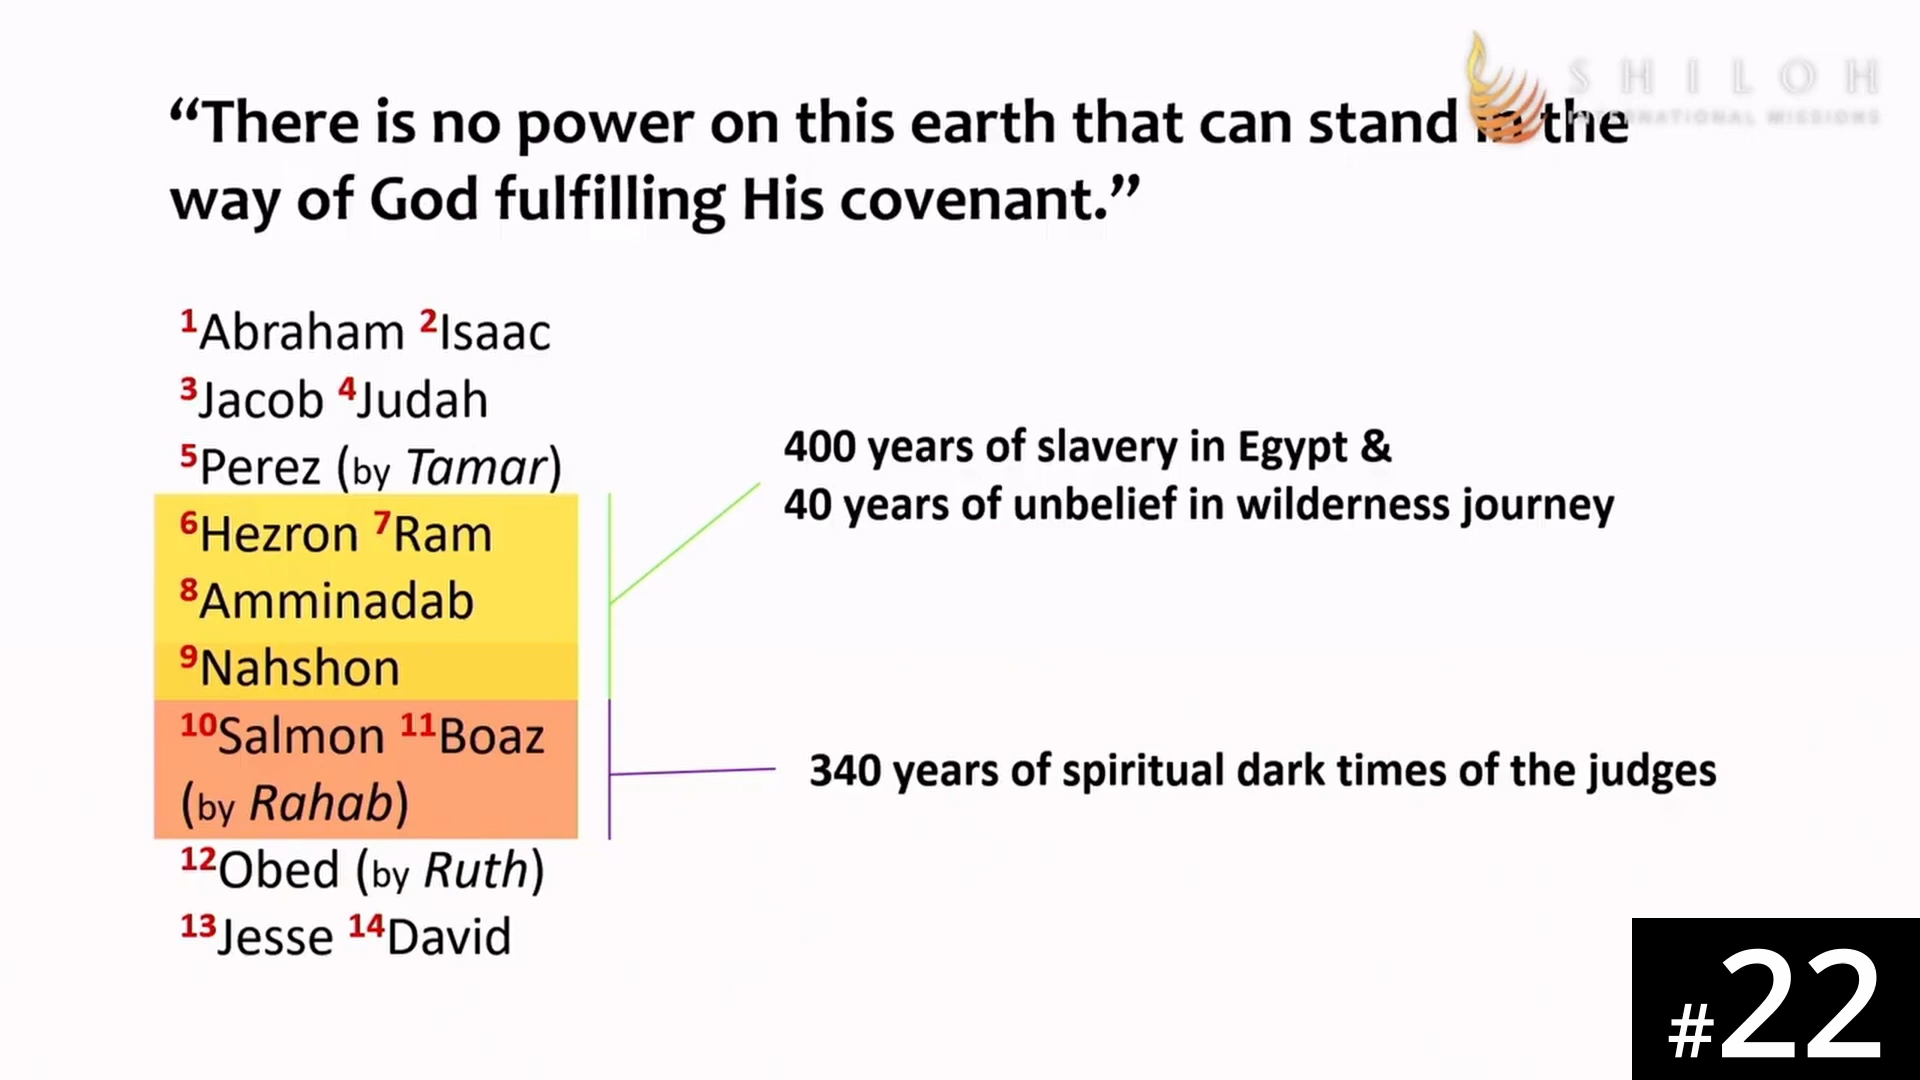 SHILOH
INTERNATIONAL MISSIONS
“There is no power on this earth that can stand in the
way of God fulfilling His covenant.”
1Abraham 2Isaac
3Jacob 4Judah
5Perez (by Tamar)
6Hezron 7Ram
8Amminadab
9Nahshon
10Salmon 11Boaz
(by Rahab)
12Obed (by Ruth)
13Jesse 14David
400 years of slavery in Egypt &
40 years of unbelief in wilderness journey
340 years of spiritual dark times of the judges
#22